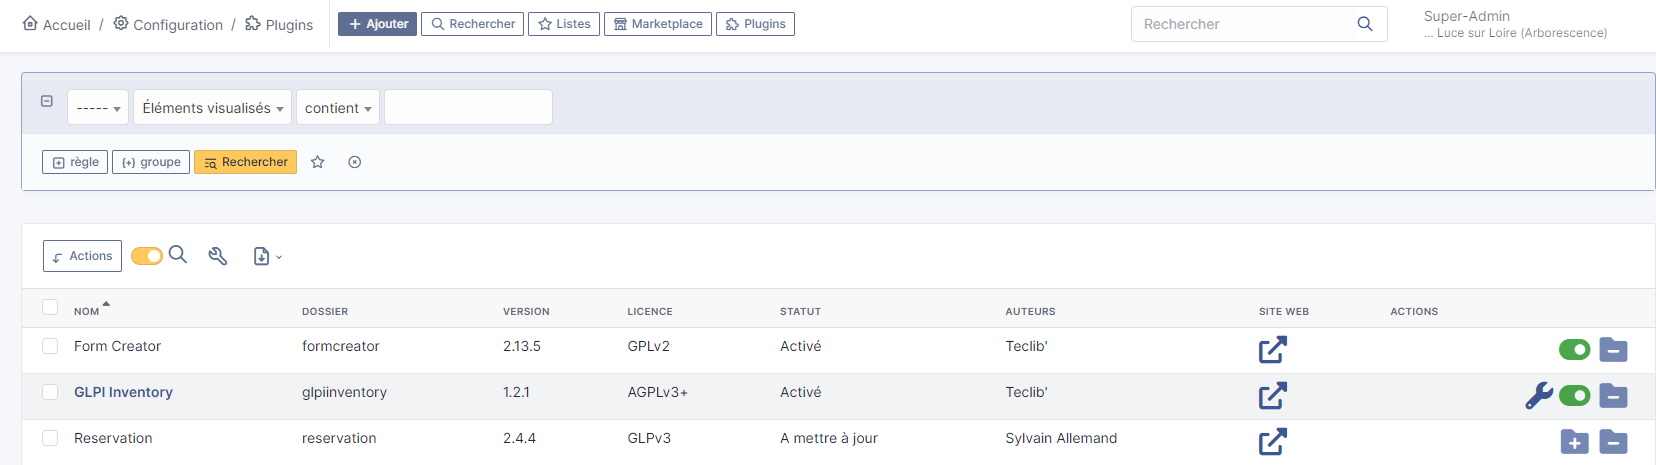 Accueil / Configuration / Plugins Ajouter Rechercher Listes Marketplace Plugins Rechercher Super-Admin
... Luce sur Loire (Arborescence)
----- Éléments visualisés contient
règle (+) groupe Rechercher
Actions
NOM DOSSIER VERSION LICENCE STATUT AUTEURS SITE WEB ACTIONS
Form Creator formcreator 2.13.5 GPLv2 Activé Teclib'
GLPI Inventory glpiinventory 1.2.1 AGPLv3+ Activé Teclib'
Reservation reservation 2.4.4 GLPv3 A mettre à jour Sylvain Allemand